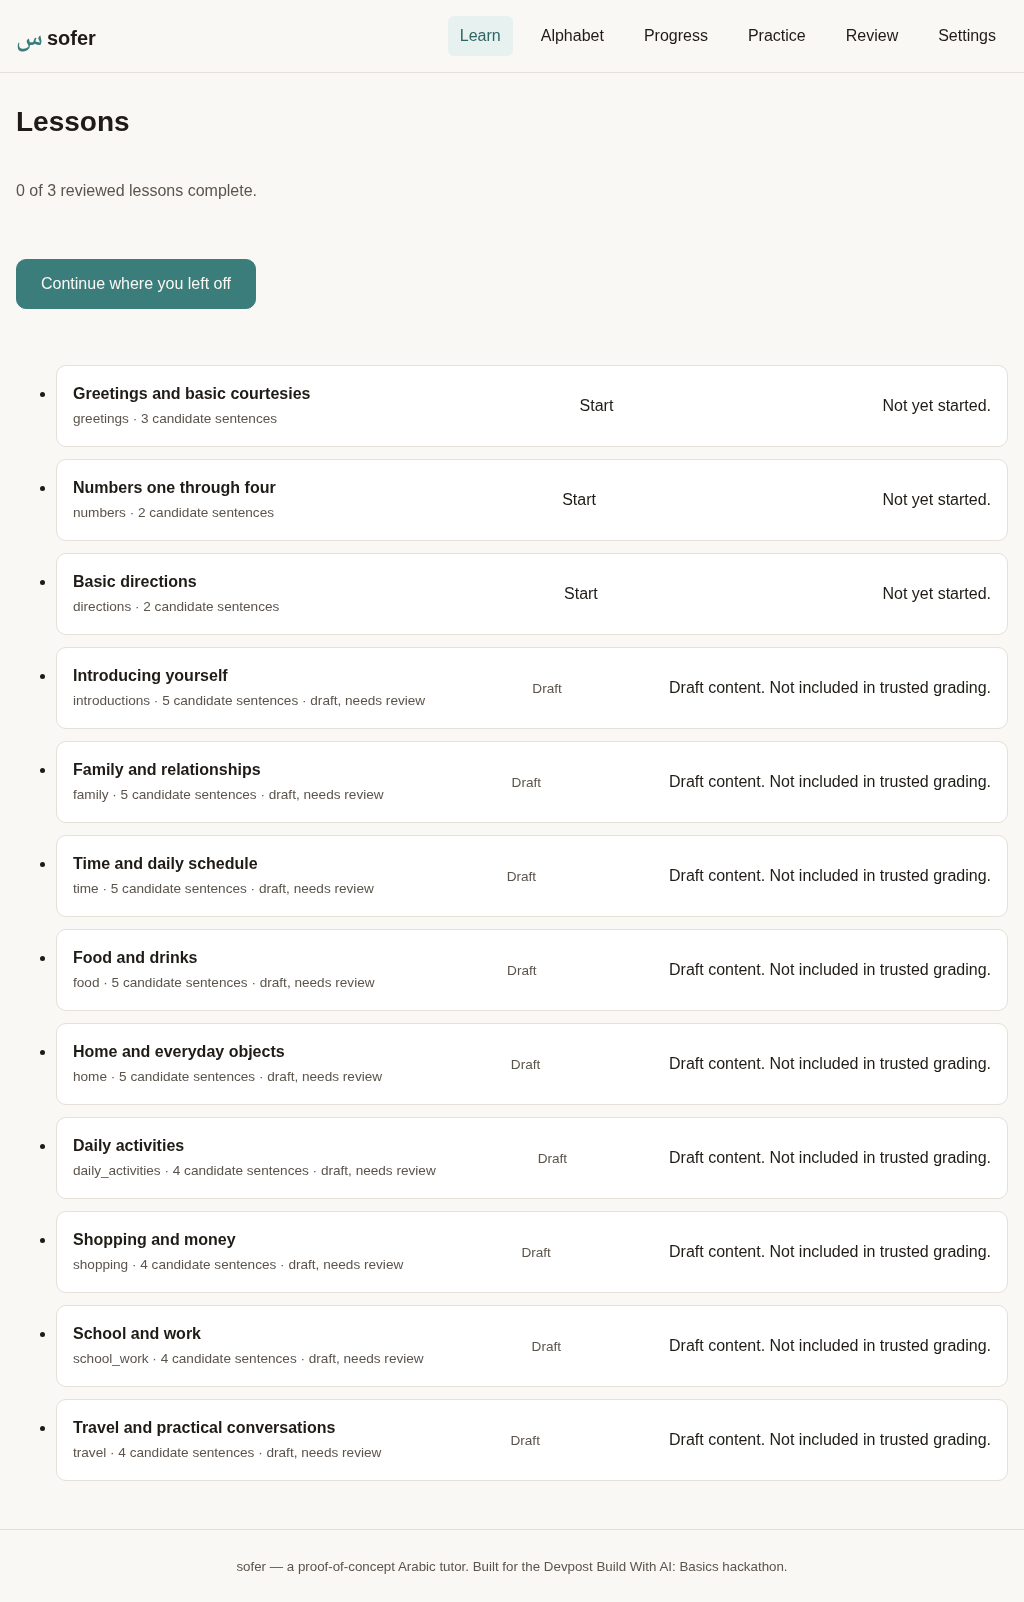 س sofer
Learn Alphabet Progress Practice Review Settings
Lessons
0 of 3 reviewed lessons complete.
Continue where you left off
Greetings and basic courtesies
greetings · 3 candidate sentences
Start
Not yet started.
Numbers one through four
numbers · 2 candidate sentences
Start
Not yet started.
Basic directions
directions · 2 candidate sentences
Start
Not yet started.
Introducing yourself
introductions · 5 candidate sentences · draft, needs review
Draft
Draft content. Not included in trusted grading.
Family and relationships
family · 5 candidate sentences · draft, needs review
Draft
Draft content. Not included in trusted grading.
Time and daily schedule
time · 5 candidate sentences · draft, needs review
Draft
Draft content. Not included in trusted grading.
Food and drinks
food · 5 candidate sentences · draft, needs review
Draft
Draft content. Not included in trusted grading.
Home and everyday objects
home · 5 candidate sentences · draft, needs review
Draft
Draft content. Not included in trusted grading.
Daily activities
daily_activities · 4 candidate sentences · draft, needs review
Draft
Draft content. Not included in trusted grading.
Shopping and money
shopping · 4 candidate sentences · draft, needs review
Draft
Draft content. Not included in trusted grading.
School and work
school_work · 4 candidate sentences · draft, needs review
Draft
Draft content. Not included in trusted grading.
Travel and practical conversations
travel · 4 candidate sentences · draft, needs review
Draft
Draft content. Not included in trusted grading.
sofer — a proof-of-concept Arabic tutor. Built for the Devpost Build With AI: Basics hackathon.